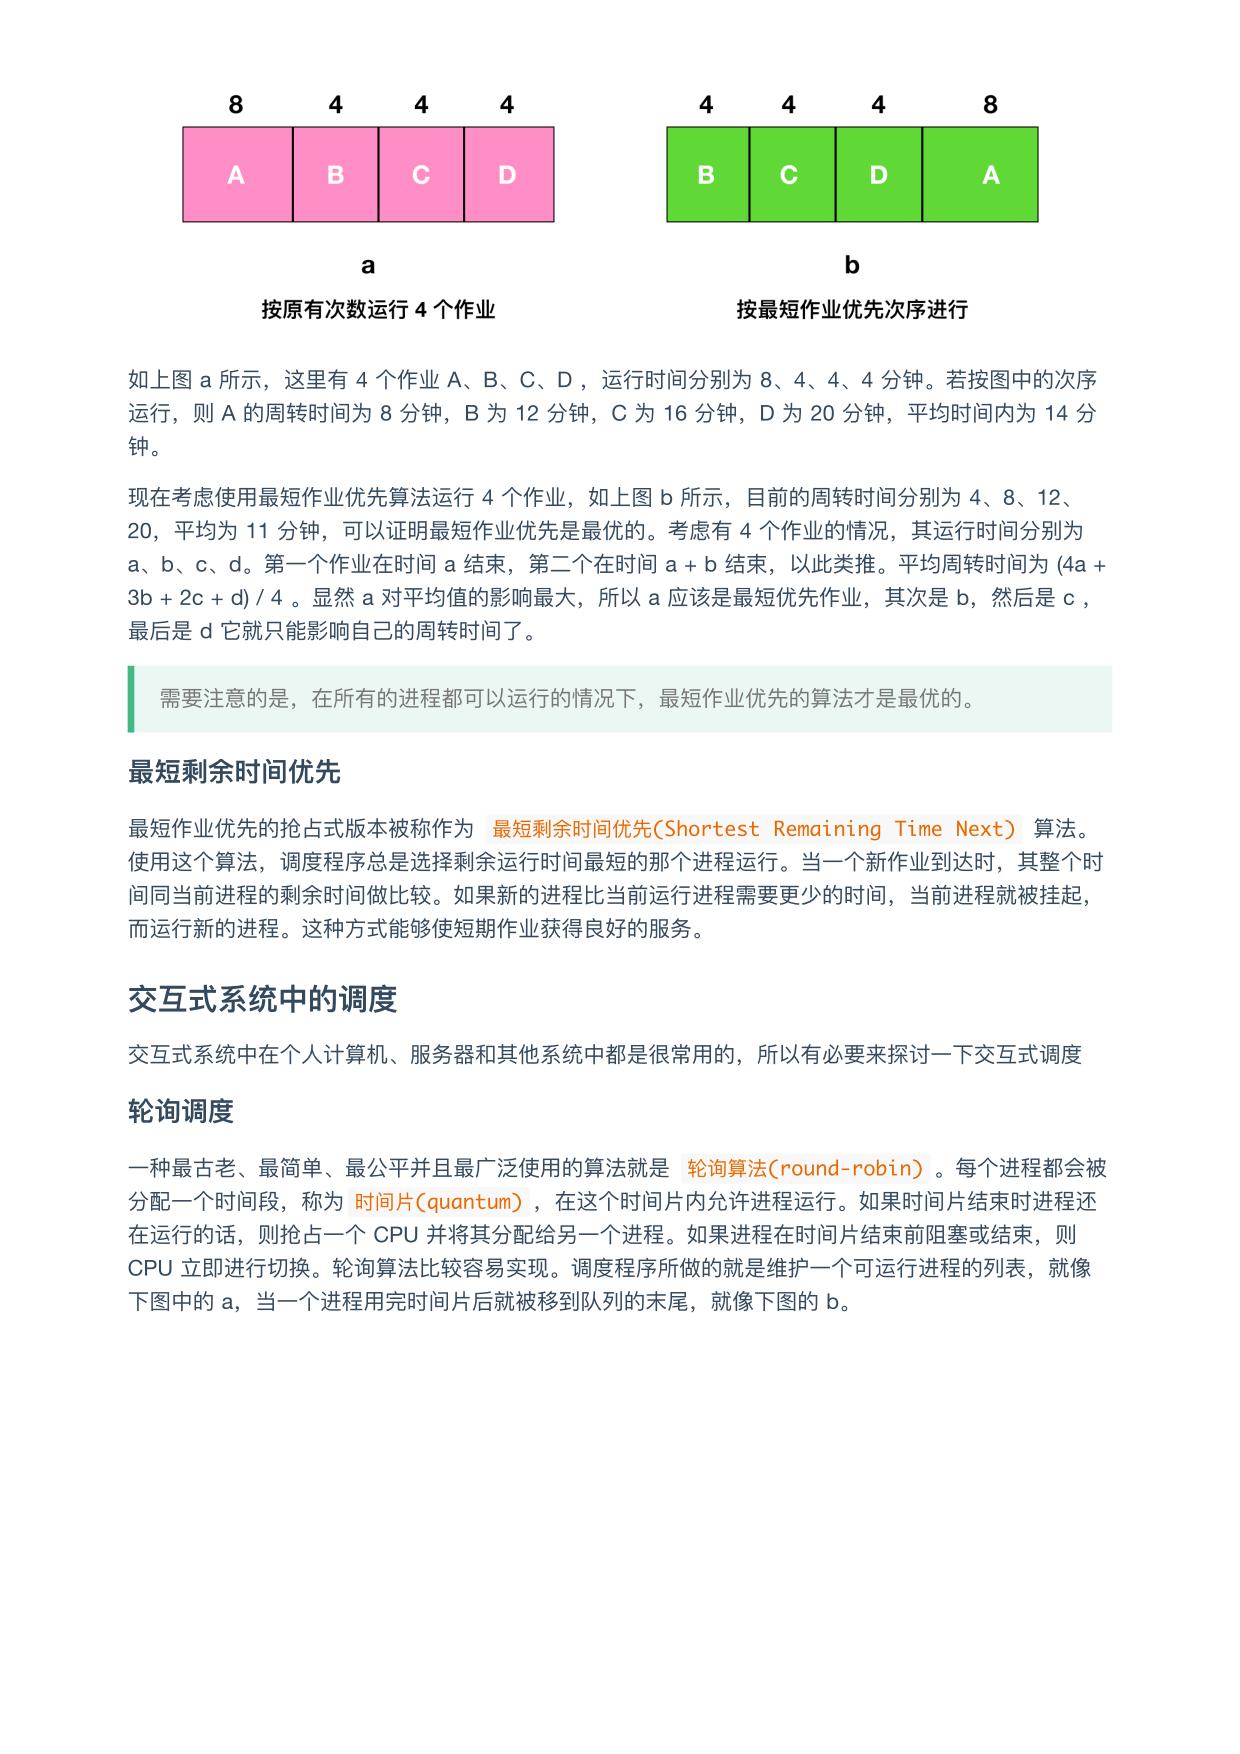 8 4 4 4
A B C D
a
按原有次数运行 4 个作业
4 4 4 8
B C D A
b
按最短作业优先次序进行
如上图 a 所示，这里有 4 个作业 A、B、C、D ，运行时间分别为 8、4、4、4 分钟。若按图中的次序
运行，则 A 的周转时间为 8 分钟，B 为 12 分钟，C 为 16 分钟，D 为 20 分钟，平均时间内为 14 分
钟。
现在考虑使用最短作业优先算法运行 4 个作业，如上图 b 所示，目前的周转时间分别为 4、8、12、
20，平均为 11 分钟，可以证明最短作业优先是最优的。考虑有 4 个作业的情况，其运行时间分别为
a、b、c、d。第一个作业在时间 a 结束，第二个在时间 a + b 结束，以此类推。平均周转时间为 (4a +
3b + 2c + d) / 4 。显然 a 对平均值的影响最大，所以 a 应该是最短优先作业，其次是 b，然后是 c ，
最后是 d 它就只能影响自己的周转时间了。
需要注意的是，在所有的进程都可以运行的情况下，最短作业优先的算法才是最优的。
最短剩余时间优先
最短作业优先的抢占式版本被称作为 最短剩余时间优先(Shortest Remaining Time Next) 算法。
使用这个算法，调度程序总是选择剩余运行时间最短的那个进程运行。当一个新作业到达时，其整个时
间同当前进程的剩余时间做比较。如果新的进程比当前运行进程需要更少的时间，当前进程就被挂起，
而运行新的进程。这种方式能够使短期作业获得良好的服务。
交互式系统中的调度
交互式系统中在个人计算机、服务器和其他系统中都是很常用的，所以有必要来探讨一下交互式调度
轮询调度
一种最古老、最简单、最公平并且最广泛使用的算法就是 轮询算法(round-robin) 。每个进程都会被
分配一个时间段，称为 时间片(quantum) ，在这个时间片内允许进程运行。如果时间片结束时进程还
在运行的话，则抢占一个 CPU 并将其分配给另一个进程。如果进程在时间片结束前阻塞或结束，则
CPU 立即进行切换。轮询算法比较容易实现。调度程序所做的就是维护一个可运行进程的列表，就像
下图中的 a，当一个进程用完时间片后就被移到队列的末尾，就像下图的 b。